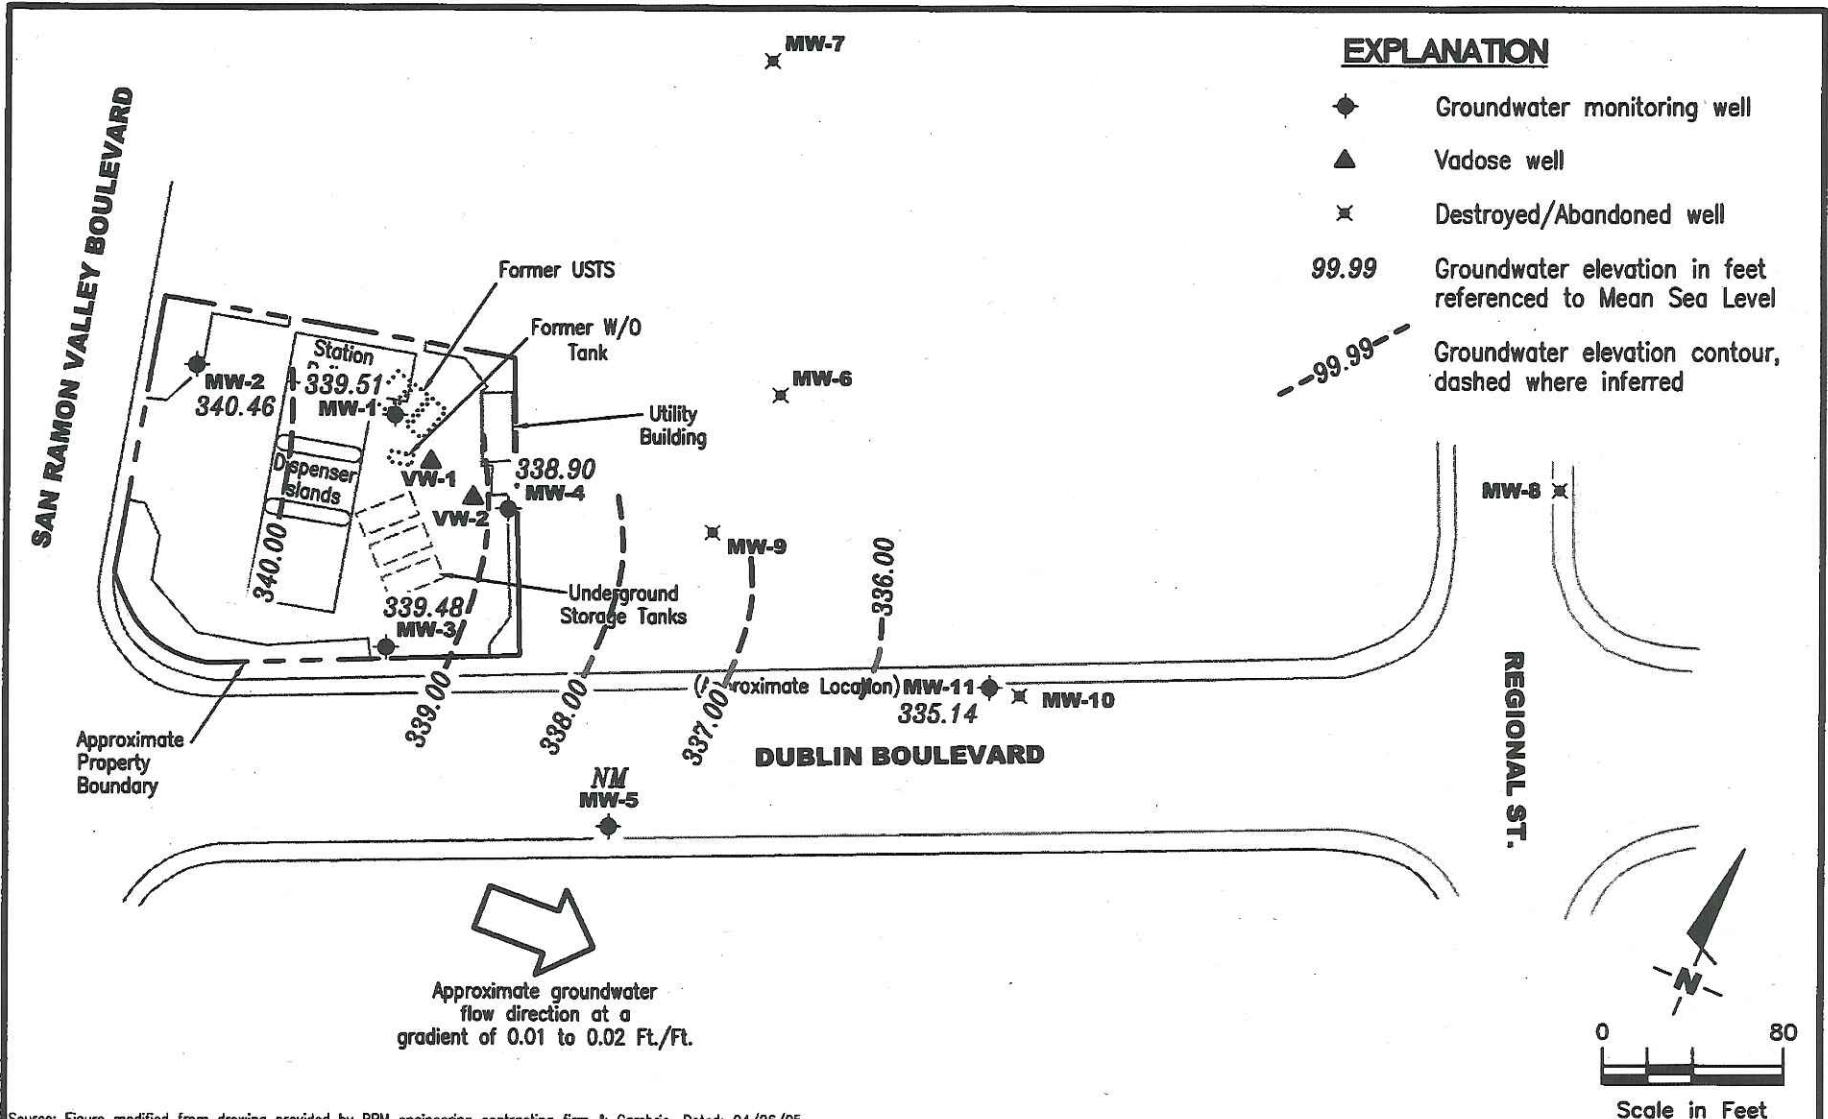 MW-7
EXPLANATION
Groundwater monitoring well
Vadose well
Destroyed/Abandoned well
99.99
Groundwater elevation in feet
referenced to Mean Sea Level
99.99
Groundwater elevation contour,
dashed where inferred
SAN RAMON VALLEY BOULEVARD
Former USTS
Former W/O
Tank
Station
339.51
MW-1
MW-2
340.46
MW-6
Utility
Building
Dispenser
Islands
VW-1
338.90
MW-4
VW-2
MW-8
MW-9
340.00
336.00
Underground
Storage Tanks
339.48
MW-3
339.00
338.00
337.00
Location)
MW-11
335.14
MW-10
REGIONAL ST.
Approximate
Property
Boundary
DUBLIN BOULEVARD
NM
MW-5
Approximate groundwater
flow direction at a
gradient of 0.01 to 0.02 Ft./Ft.
N
0 80
Scale in Feet